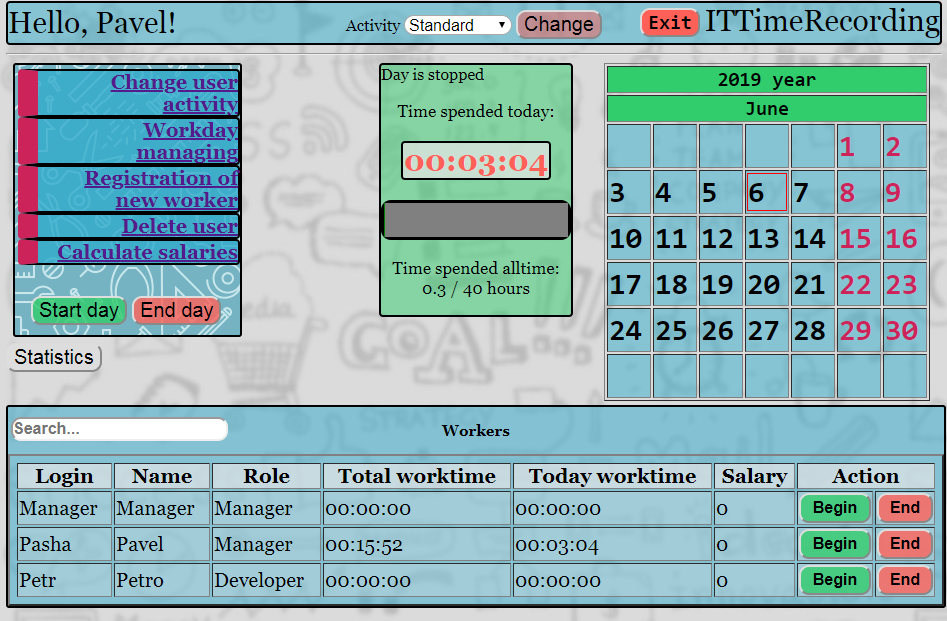 Hello, Pavel!
Activity Standard Change
Exit ITTimeRecording
Change user
activity
Workday
managing
Registration of
new worker
Delete user
Calculate salaries
Start day End day
Statistics
Day is stopped
Time spended today:
00:03:04
Time spended alltime:
0.3 / 40 hours
2019 year
June
1 2
3 4 5 6 7 8 9
10 11 12 13 14 15 16
17 18 19 20 21 22 23
24 25 26 27 28 29 30
Search...
Workers
Login Name Role Total worktime Today worktime Salary Action
Manager Manager Manager 00:00:00 00:00:00 0 Begin End
Pasha Pavel Manager 00:15:52 00:03:04 0 Begin End
Petr Petro Developer 00:00:00 00:00:00 0 Begin End
GOAL...!!
STRATEGY